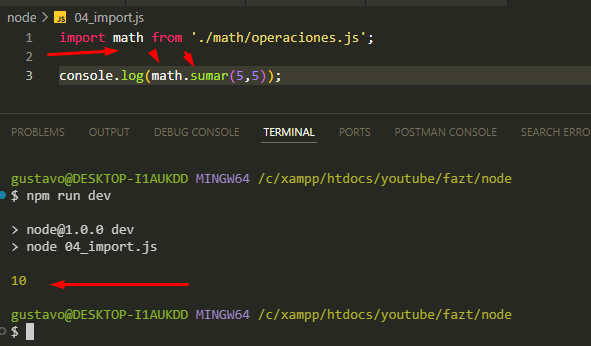 node > JS 04_import.js
1 import math from './math/operaciones.js';
2
3 console.log(math.sumar(5,5));
PROBLEMS OUTPUT DEBUG CONSOLE TERMINAL PORTS POSTMAN CONSOLE SEARCH ERRO
gustavo@DESKTOP-I1AUKDD MINGW64 /c/xampp/htdocs/youtube/fazt/node
$ npm run dev
> node@1.0.0 dev
> node 04_import.js
10
gustavo@DESKTOP-I1AUKDD MINGW64 /c/xampp/htdocs/youtube/fazt/node
$